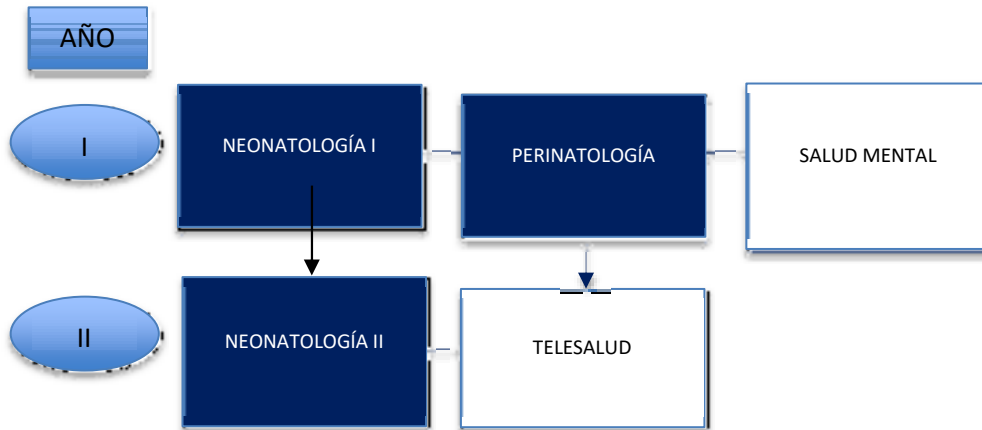 AÑO
I
NEONATOLOGÍA I
PERINATOLOGÍA
SALUD MENTAL
II
NEONATOLOGÍA II
TELESALUD